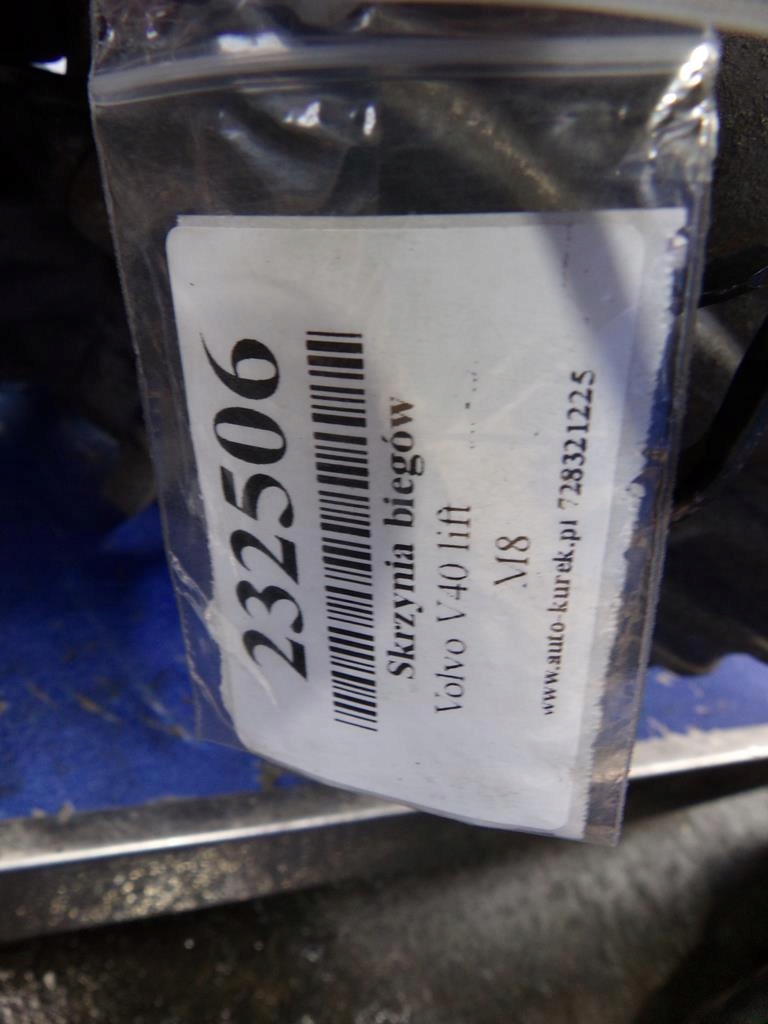 232506
Skrzynia biegów
Volvo V40 lift
M8
www.auto-kurek.pl 728321225